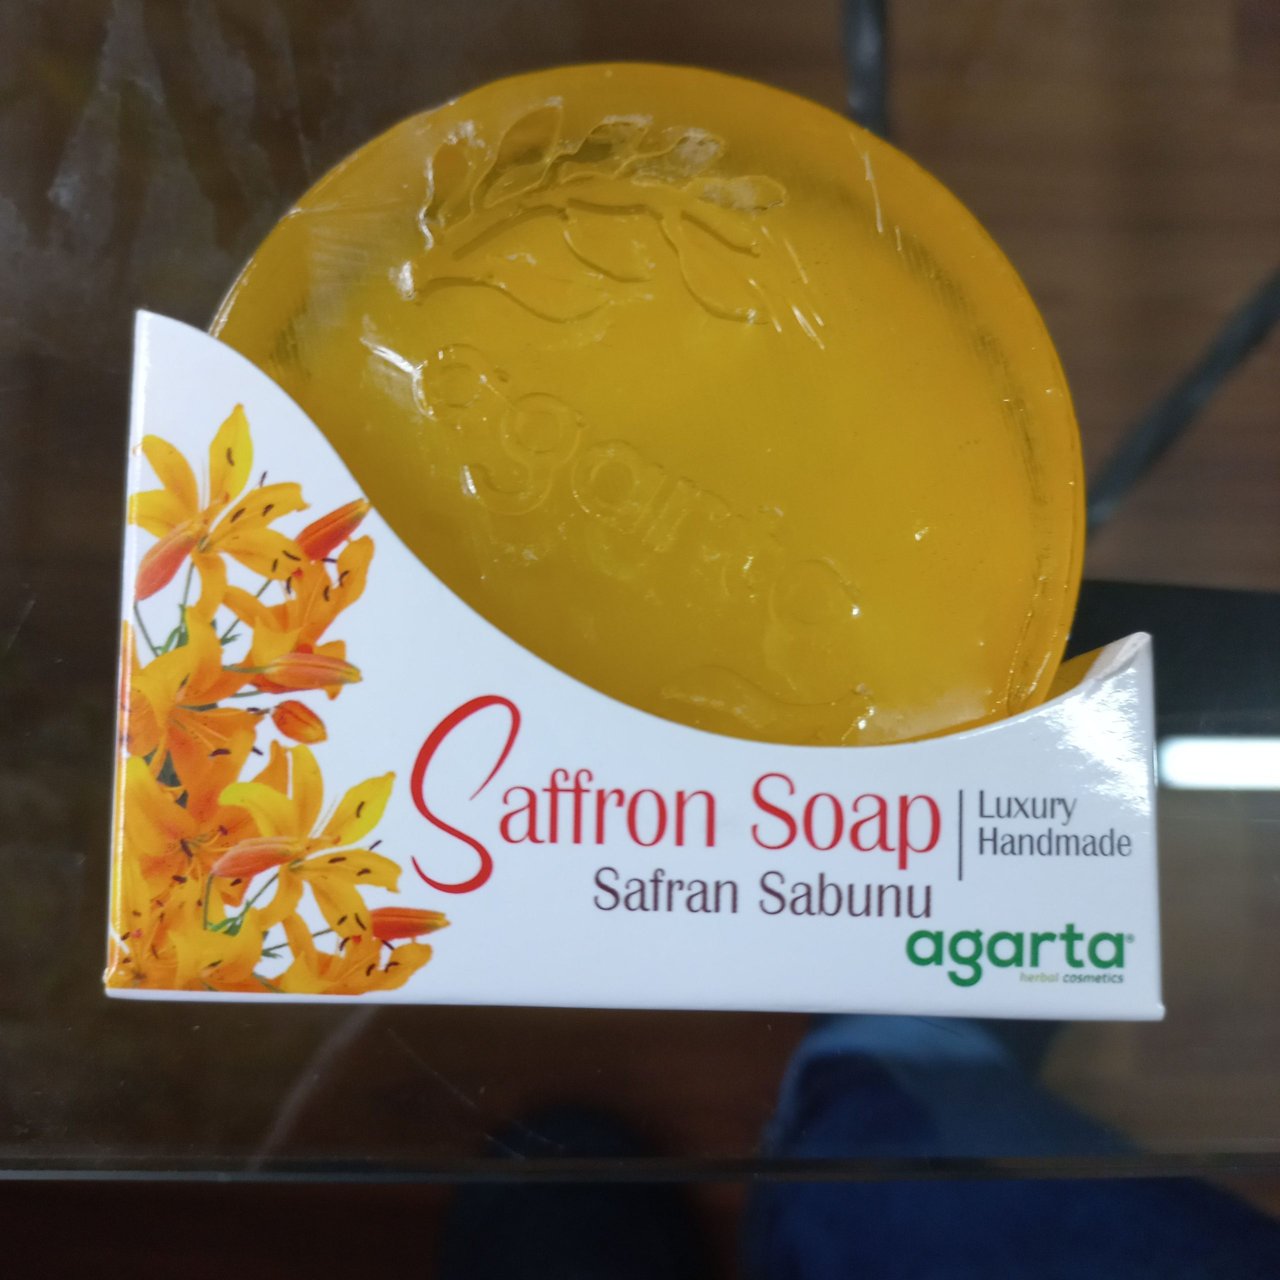 agarta
Saffron Soap
Luxury
Handmade
Safran Sabunu
agarta®
herbal cosmetics